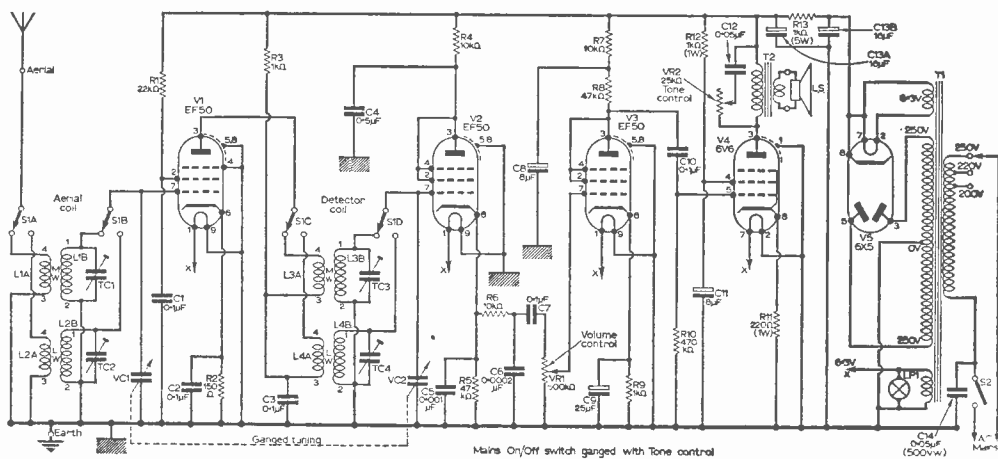 Aerial
Earth
S1A
Aerial
coil
S1B
L1A
L1B
MW
TC1
L2A
L2B
LW
TC2
VC1
R1
22kΩ
C1
0·1µF
V1
EF50
C2
0·1µF
R2
150
Ω
R3
1kΩ
S1C
Detector
coil
S1D
L3A
L3B
MW
TC3
L4A
L4B
LW
TC4
C3
0·1µF
VC2
Ganged tuning
C4
0·5µF
R4
10kΩ
V2
EF50
R5
47
kΩ
C5
0·001
µF
R6
10kΩ
C6
0·0002
µF
0·1µF
C7
Volume
control
VR1
500kΩ
C8
8µF
R7
10kΩ
R8
47kΩ
V3
EF50
C9
25µF
R9
1kΩ
C10
0·1µF
R10
470
kΩ
R12
1kΩ
(1W)
C11
8µF
C12
0·05µF
VR2
25kΩ
Tone
control
T2
LS
V4
6V6
R11
220Ω
(1W)
R13
1kΩ
(5W)
C13B
16µF
C13A
16µF
T1
6·3V
250V
0V
250V
V5
6X5
250V
220V
200V
6·3V
X
LP1
S2
C14
0·05µF
(500vw)
A.C.
Mains
Mains On/Off switch ganged with Tone control